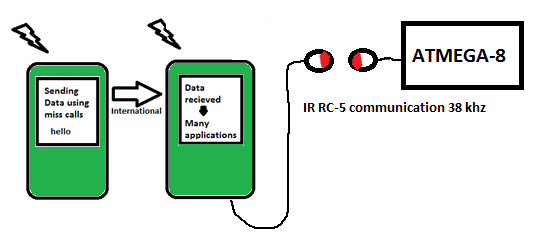 Sending
Data using
miss calls
hello
International
Data
recieved
Many
applications
ATMEGA-8
IR RC-5 communication 38 khz